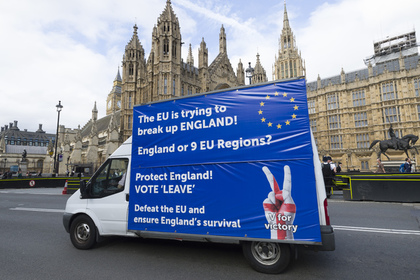 The EU is trying to
break up ENGLAND!
England or 9 EU Regions?
Protect England!
VOTE 'LEAVE'
Defeat the EU and
ensure England's survival
V for
victory